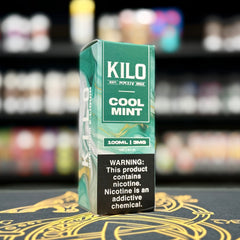 KILO
COOL
MINT
100ML | 3MG
WARNING:
This product
contains
nicotine.
Nicotine is an
addictive
chemical.